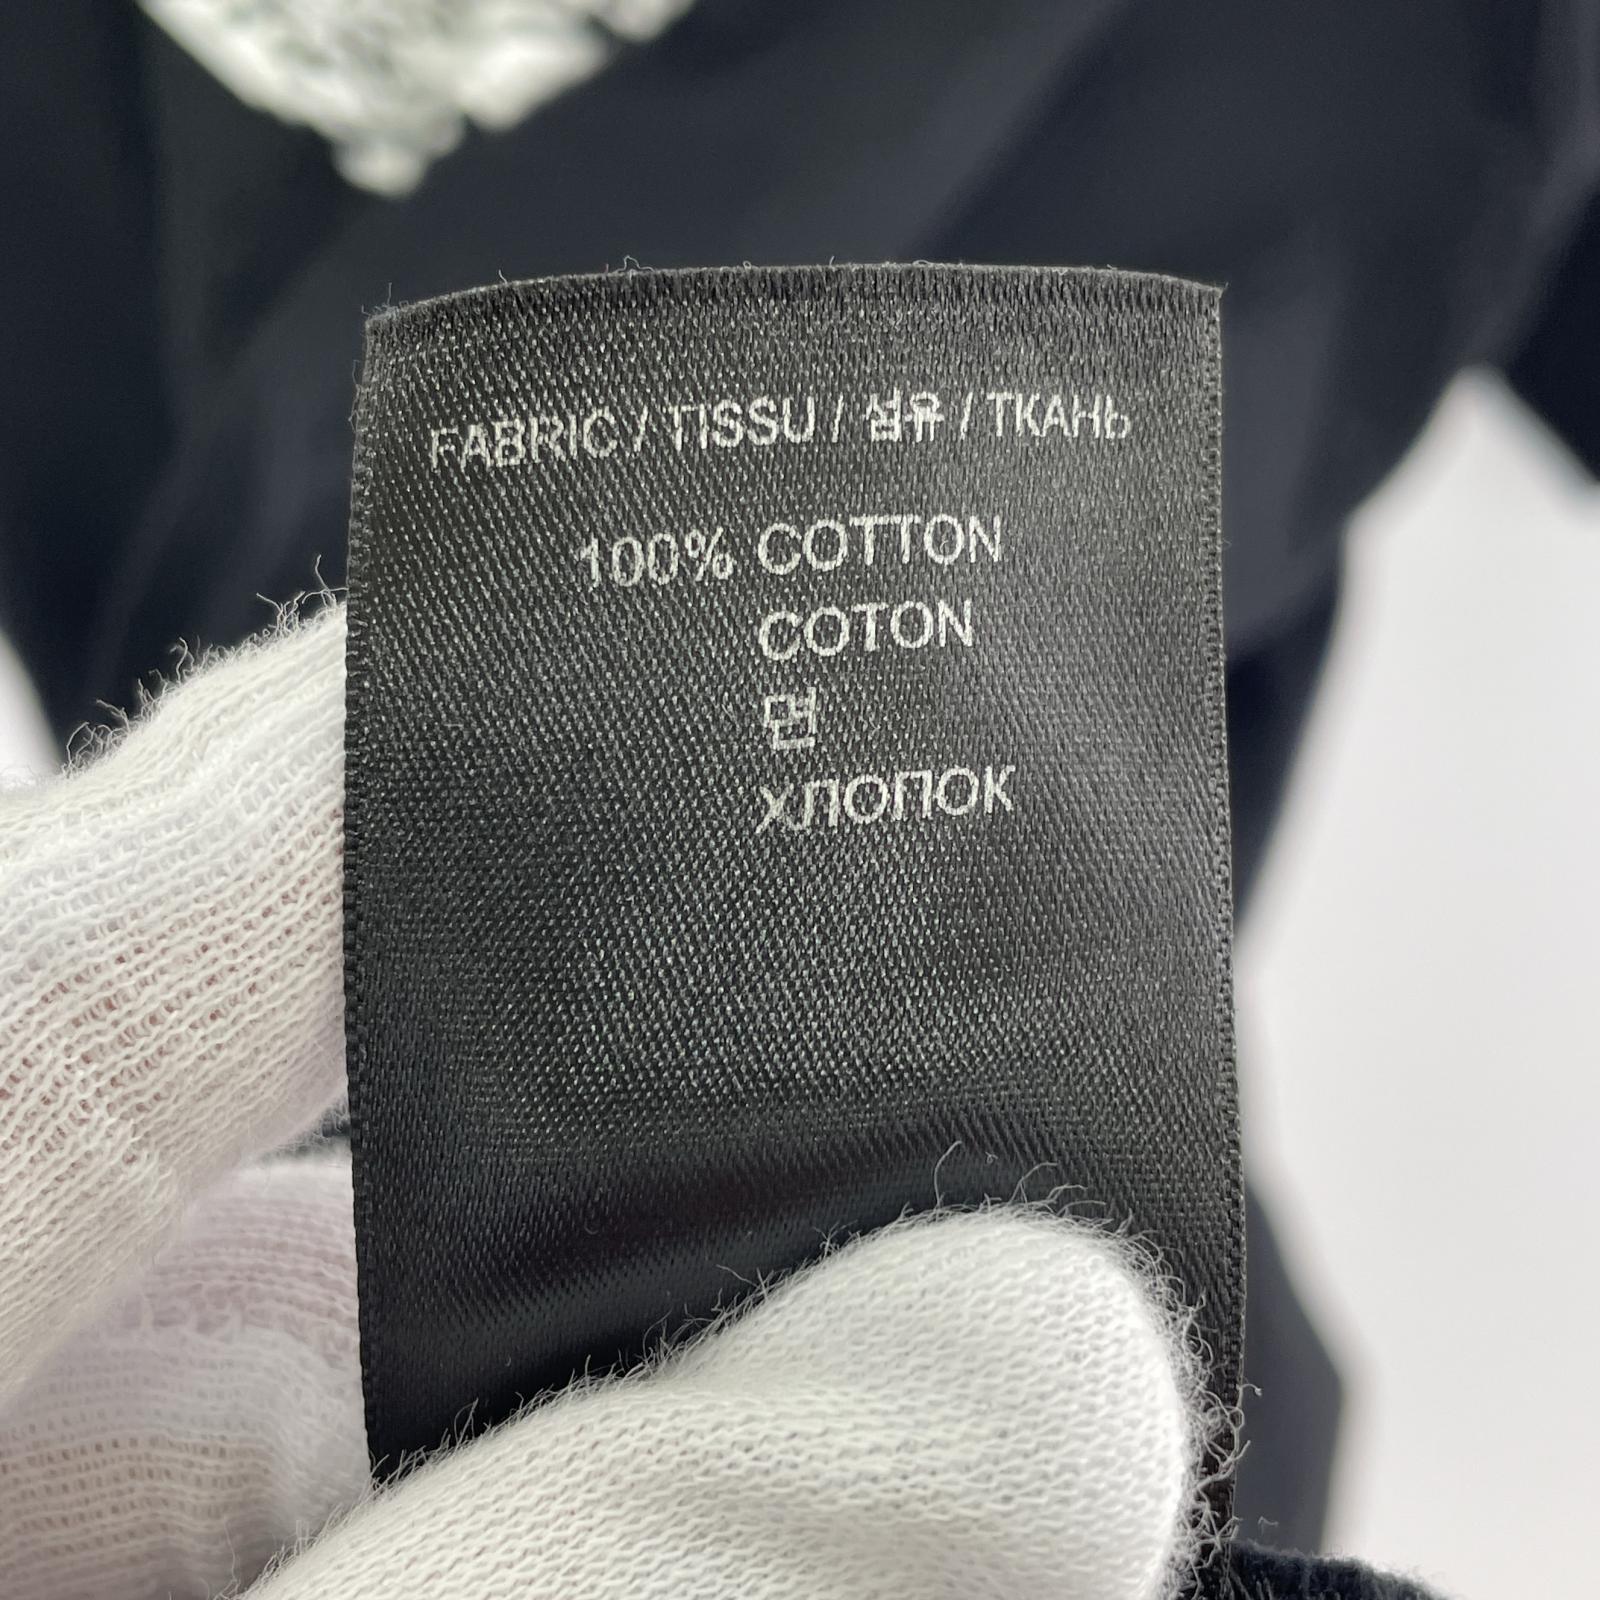 FABRIC / TISSU / 섬유 / ТКАНЬ
100% COTTON
COTON
면
ХЛОПОК